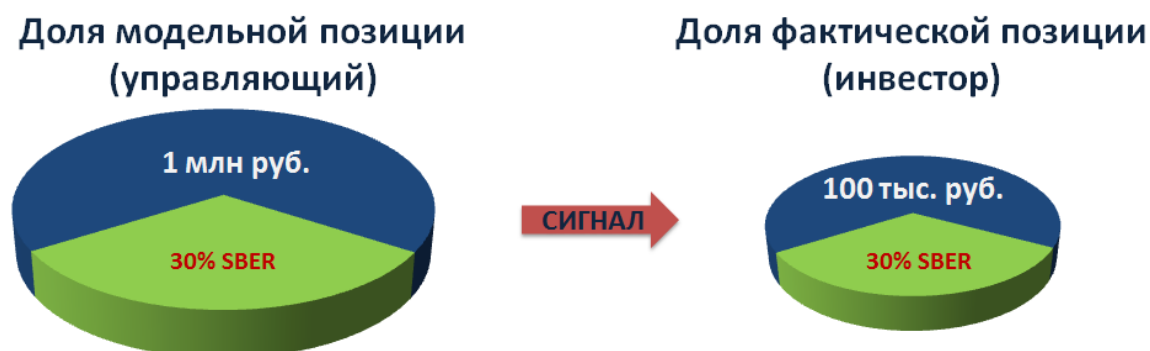 Доля модельной позиции
(управляющий)
1 млн руб.
30% SBER
СИГНАЛ
Доля фактической позиции
(инвестор)
100 тыс. руб.
30% SBER